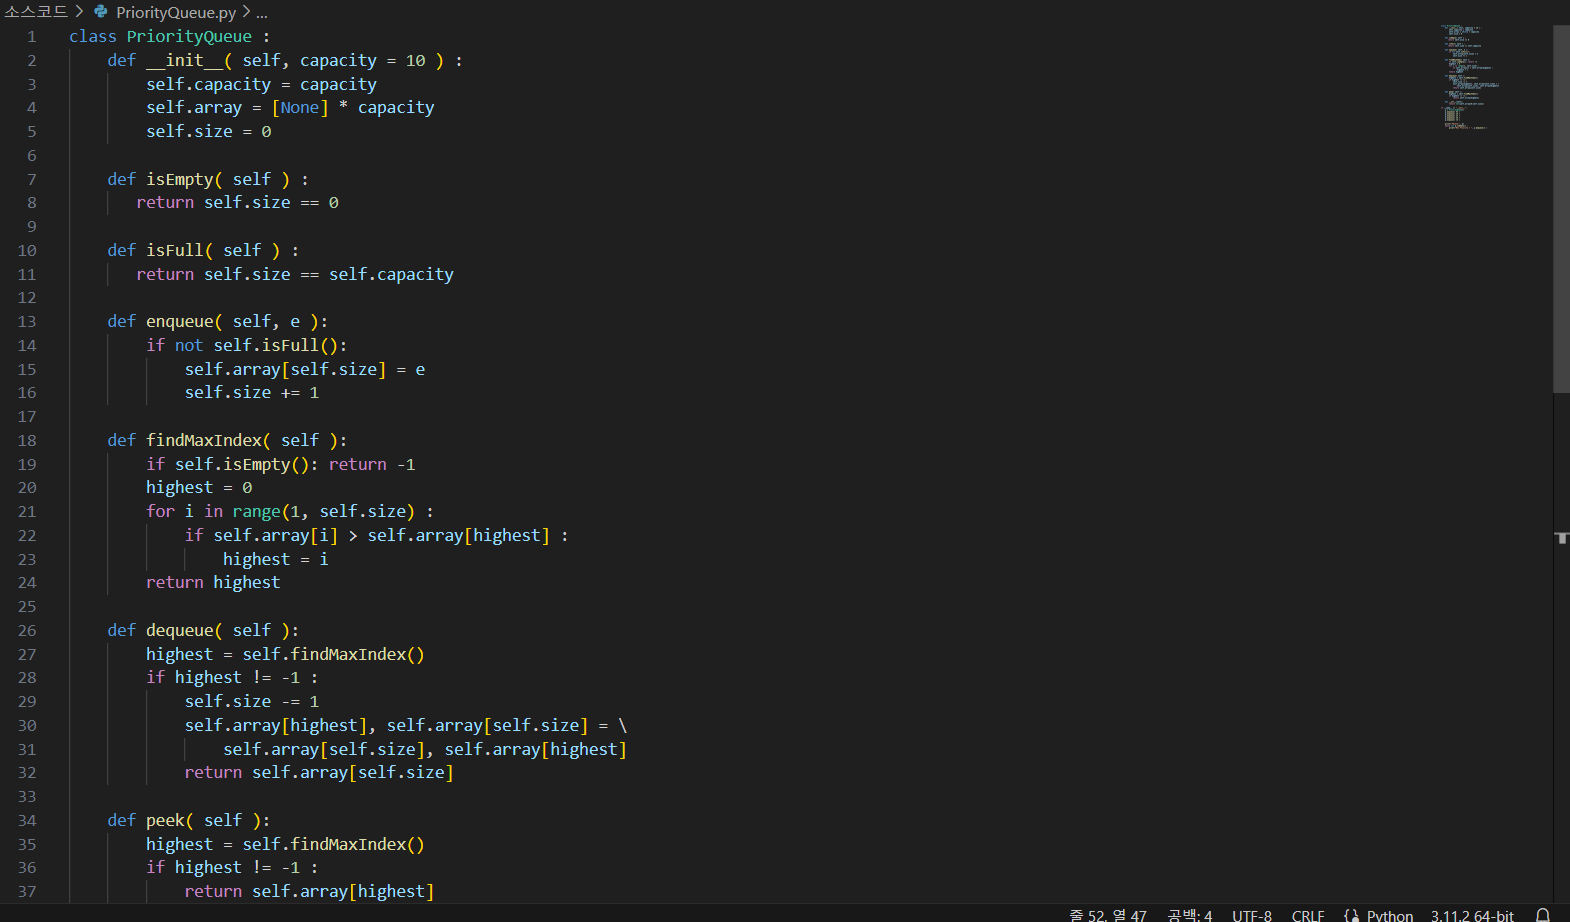 소스코드 > PriorityQueue.py > ...
1 class PriorityQueue :
2     def __init__( self, capacity = 10 ) :
3         self.capacity = capacity
4         self.array = [None] * capacity
5         self.size = 0
6
7     def isEmpty( self ) :
8        return self.size == 0
9
10     def isFull( self ) :
11        return self.size == self.capacity
12
13     def enqueue( self, e ):
14         if not self.isFull():
15             self.array[self.size] = e
16             self.size += 1
17
18     def findMaxIndex( self ):
19         if self.isEmpty(): return -1
20         highest = 0
21         for i in range(1, self.size) :
22             if self.array[i] > self.array[highest] :
23                 highest = i
24         return highest
25
26     def dequeue( self ):
27         highest = self.findMaxIndex()
28         if highest != -1 :
29             self.size -= 1
30             self.array[highest], self.array[self.size] = \
31                 self.array[self.size], self.array[highest]
32             return self.array[self.size]
33
34     def peek( self ):
35         highest = self.findMaxIndex()
36         if highest != -1 :
37             return self.array[highest]
줄 52, 열 47 공백: 4 UTF-8 CRLF { } Python 3.11.2 64-bit